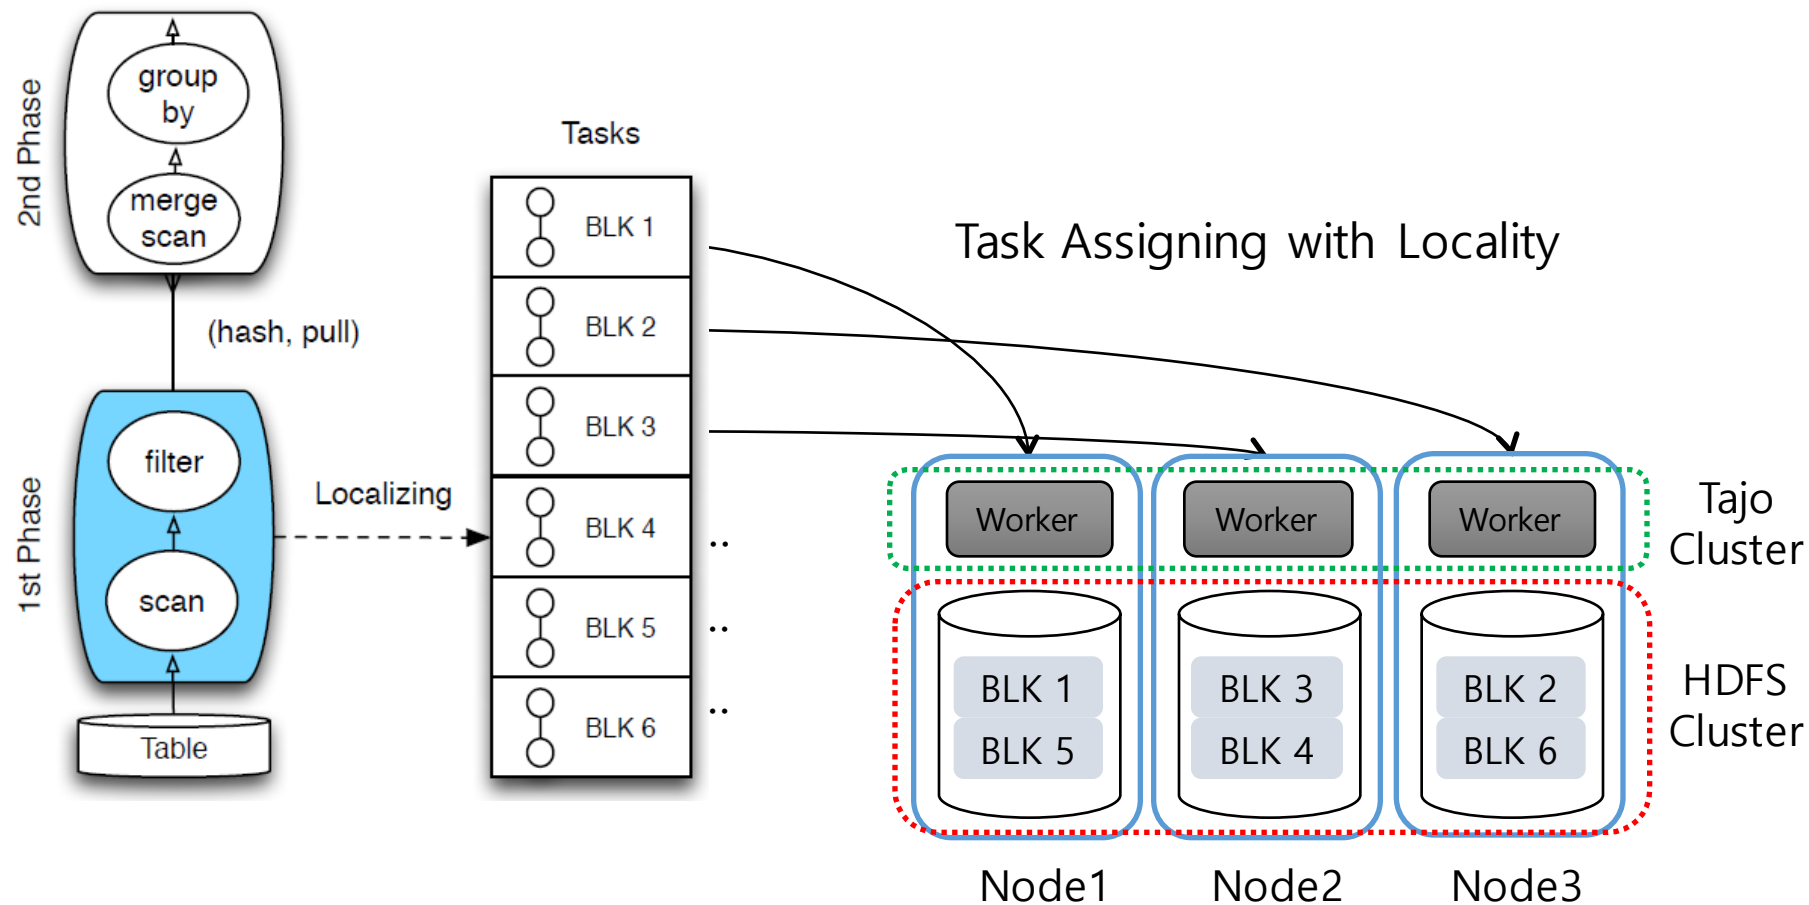 2nd Phase
group
by
merge
scan
(hash, pull)
1st Phase
filter
scan
Table
Localizing
Tasks
BLK 1
BLK 2
BLK 3
BLK 4
BLK 5
BLK 6
..
..
..
Task Assigning with Locality
Worker
Worker
Worker
Tajo
Cluster
BLK 1
BLK 5
BLK 3
BLK 4
BLK 2
BLK 6
HDFS
Cluster
Node1
Node2
Node3